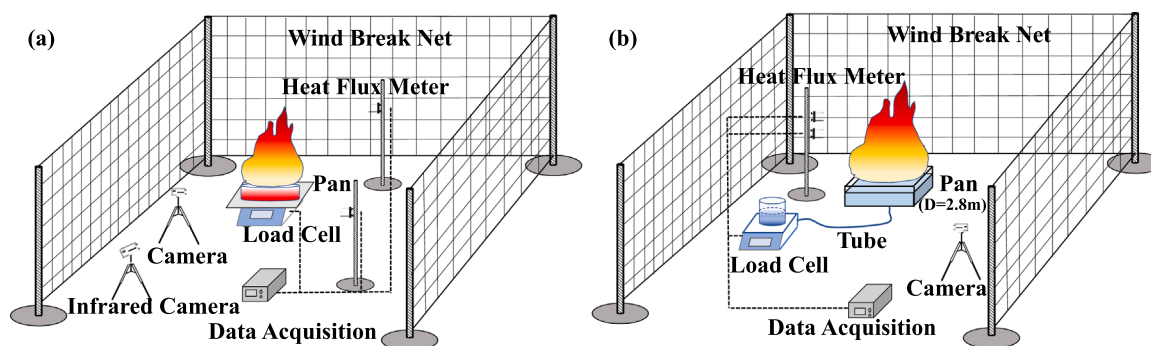 (a)
Wind Break Net
Heat Flux Meter
Pan
Load Cell
Camera
Infrared Camera
Data Acquisition
(b)
Wind Break Net
Heat Flux Meter
Pan
(D=2.8m)
Tube
Load Cell
Camera
Data Acquisition